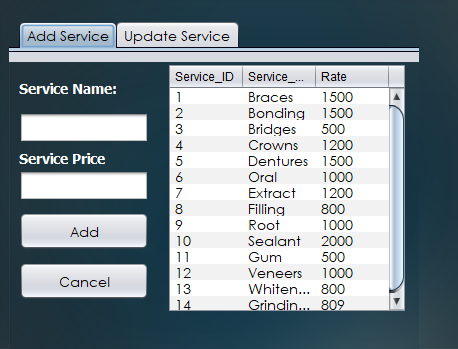 Add Service Update Service
Service Name:
Service Price
Add
Cancel
Service_ID Service_... Rate
1 Braces 1500
2 Bonding 1500
3 Bridges 500
4 Crowns 1200
5 Dentures 1500
6 Oral 1000
7 Extract 1200
8 Filling 800
9 Root 1000
10 Sealant 2000
11 Gum 500
12 Veneers 1000
13 Whiten... 800
14 Grindin... 809